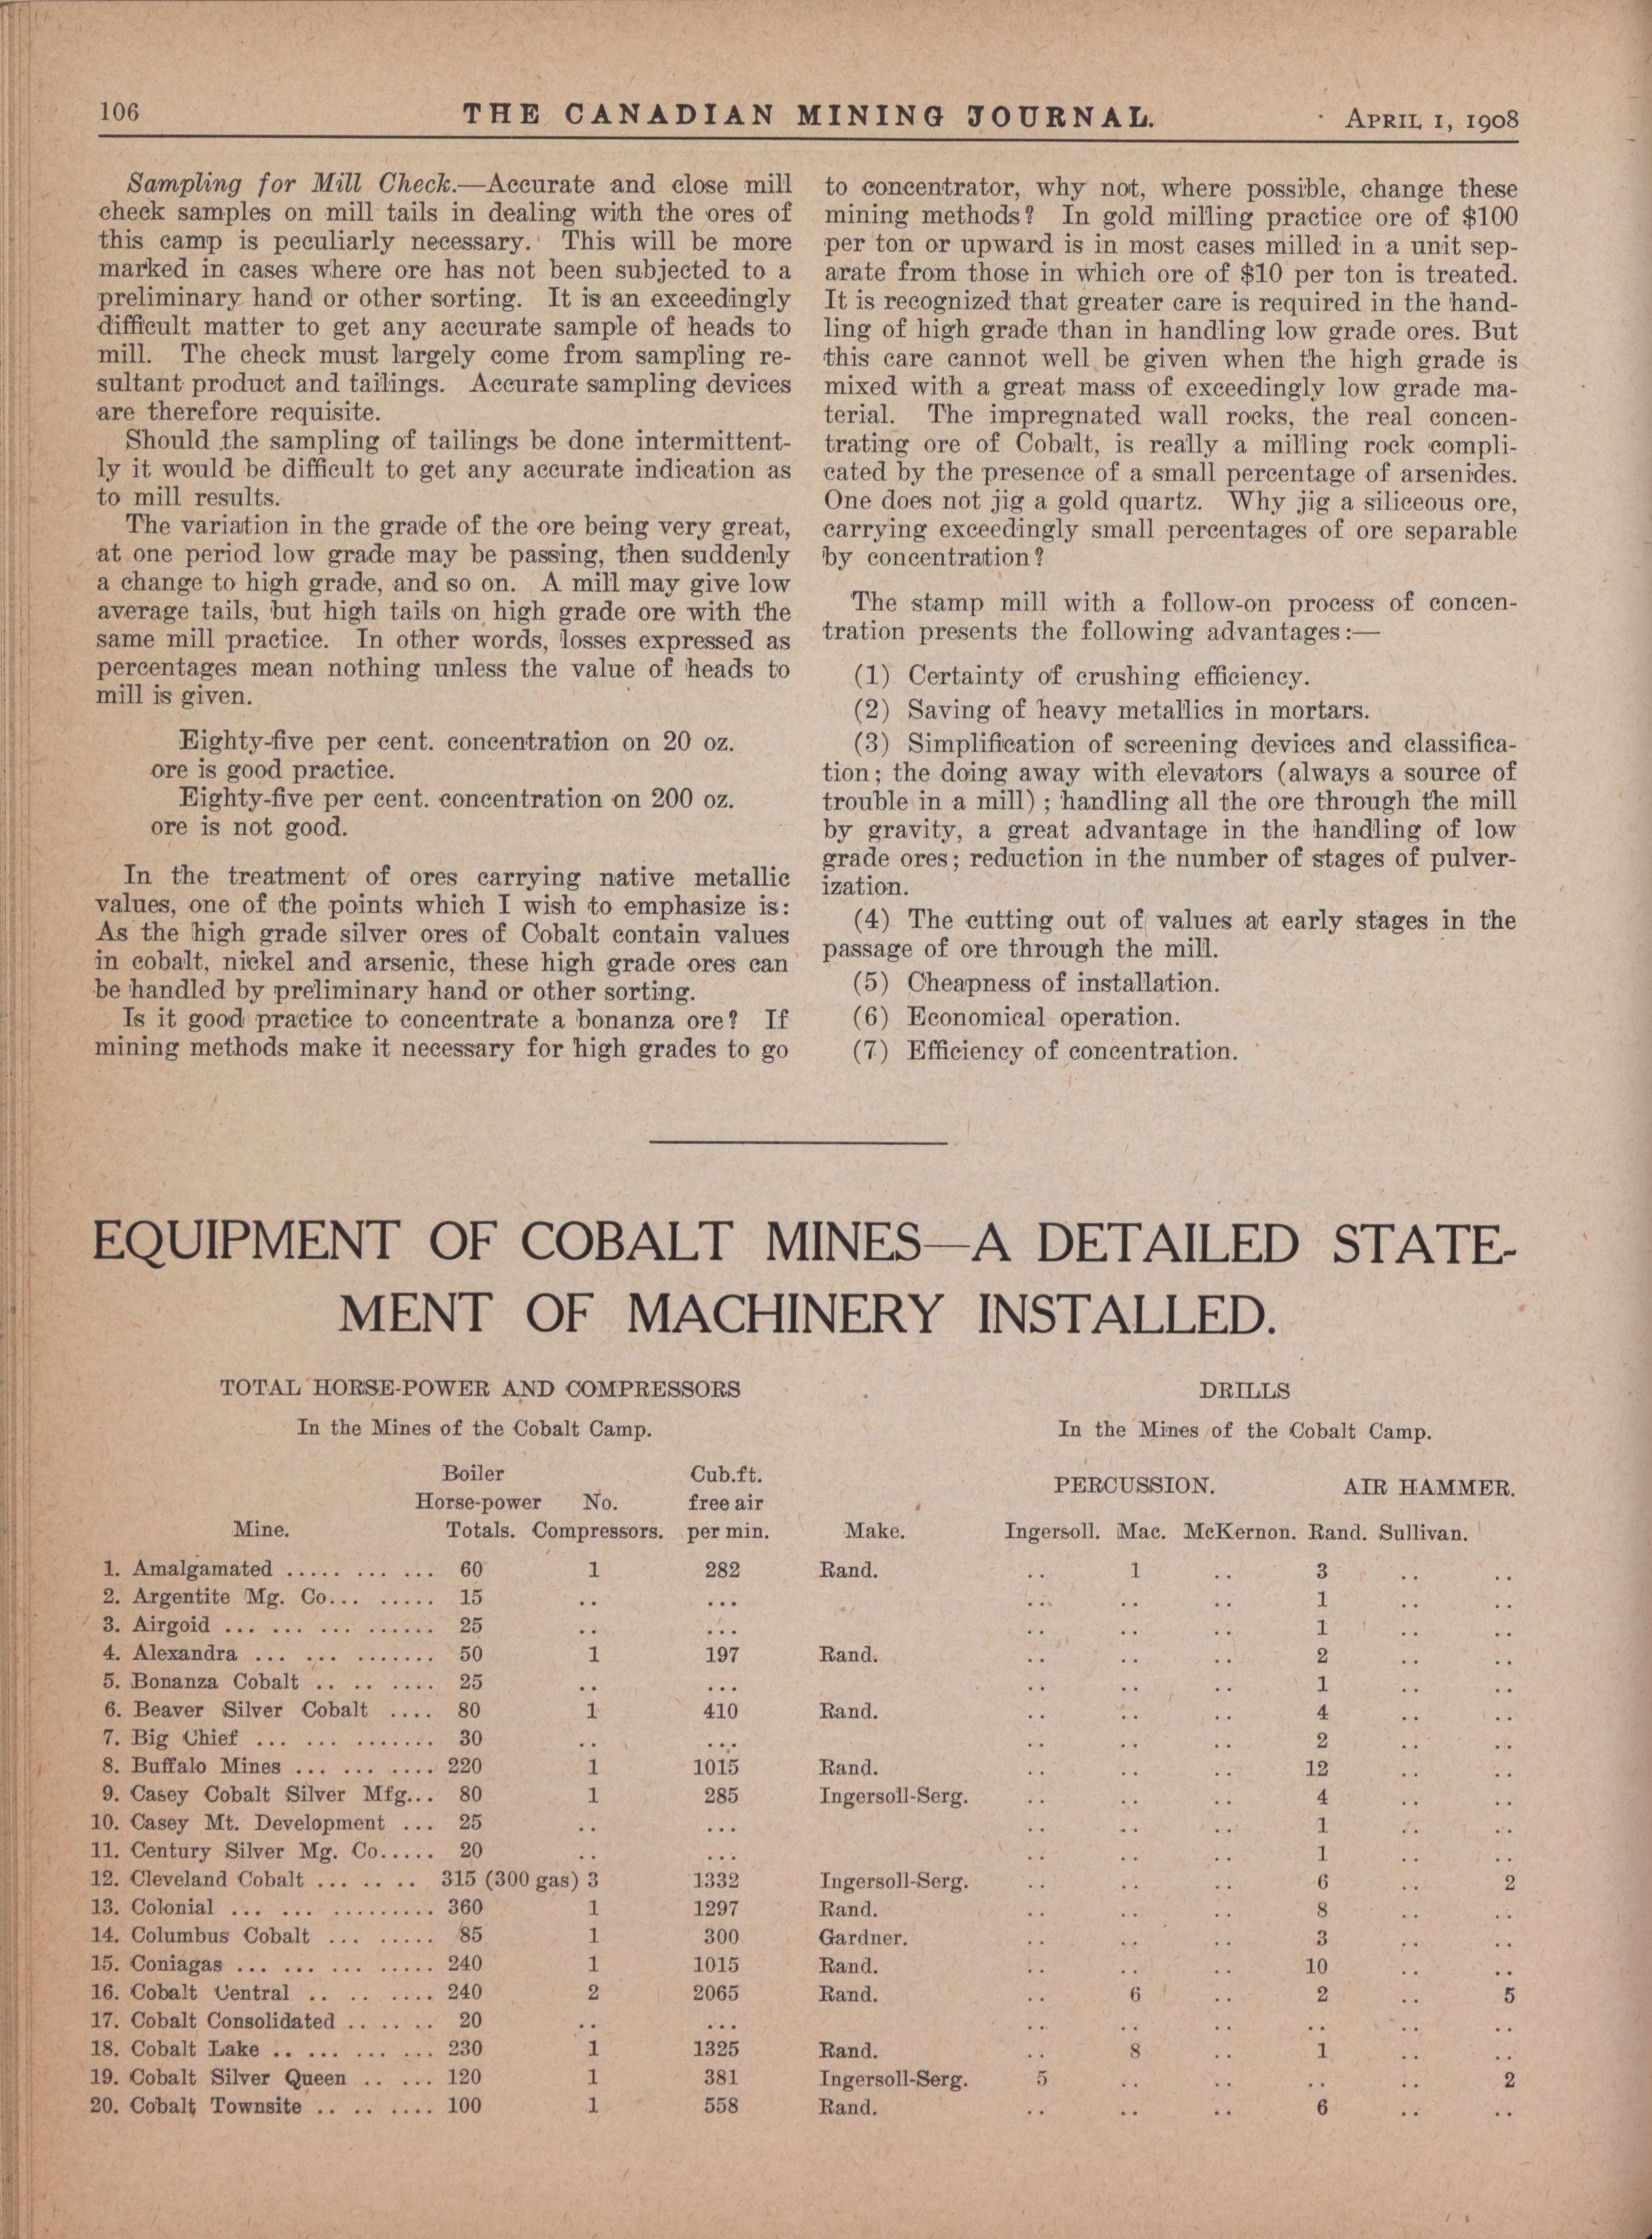 106
THE CANADIAN MINING JOURNAL.
APRIL 1, 1908
Sampling for Mill Check.—Accurate and close mill
check samples on mill tails in dealing with the ores of
this camp is peculiarly necessary. This will be more
marked in cases where ore has not been subjected to a
preliminary hand or other sorting. It is an exceedingly
difficult matter to get any accurate sample of heads to
mill. The check must largely come from sampling re-
sultant product and tailings. Accurate sampling devices
are therefore requisite.
Should the sampling of tailings be done intermittent-
ly it would be difficult to get any accurate indication as
to mill results.
The variation in the grade of the ore being very great,
at one period low grade may be passing, then suddenly
a change to high grade, and so on. A mill may give low
average tails, but high tails on high grade ore with the
same mill practice. In other words, losses expressed as
percentages mean nothing unless the value of heads to
mill is given.
Eighty-five per cent. concentration on 20 oz.
ore is good practice.
Eighty-five per cent. concentration on 200 oz.
ore is not good.
In the treatment of ores carrying native metallic
values, one of the points which I wish to emphasize is:
As the high grade silver ores of Cobalt contain values
in cobalt, nickel and arsenic, these high grade ores can
be handled by preliminary hand or other sorting.
Is it good practice to concentrate a bonanza ore? If
mining methods make it necessary for high grades to go
to concentrator, why not, where possible, change these
mining methods? In gold milling practice ore of $100
per ton or upward is in most cases milled in a unit sep-
arate from those in which ore of $10 per ton is treated.
It is recognized that greater care is required in the hand-
ling of high grade than in handling low grade ores. But
this care cannot well be given when the high grade is
mixed with a great mass of exceedingly low grade ma-
terial. The impregnated wall rocks, the real concen-
trating ore of Cobalt, is really a milling rock compli-
cated by the presence of a small percentage of arsenides.
One does not jig a gold quartz. Why jig a siliceous ore,
carrying exceedingly small percentages of ore separable
by concentration?
The stamp mill with a follow-on process of concen-
tration presents the following advantages:—
(1) Certainty of crushing efficiency.
(2) Saving of heavy metallics in mortars.
(3) Simplification of screening devices and classifica-
tion; the doing away with elevators (always a source of
trouble in a mill); handling all the ore through the mill
by gravity, a great advantage in the handling of low
grade ores; reduction in the number of stages of pulver-
ization.
(4) The cutting out of values at early stages in the
passage of ore through the mill.
(5) Cheapness of installation.
(6) Economical operation.
(7) Efficiency of concentration.
EQUIPMENT OF COBALT MINES—A DETAILED STATE-
MENT OF MACHINERY INSTALLED.
TOTAL HORSE-POWER AND COMPRESSORS DRILLS
In the Mines of the Cobalt Camp. In the Mines of the Cobalt Camp.
Boiler Cub.ft. PERCUSSION. AIR HAMMER.
Horse-power No. free air
Mine. Totals. Compressors. per min. Make. Ingersoll. Mac. McKernon. Rand. Sullivan.
1. Amalgamated ..... ... ... 60 1 282 Rand. .. 1 .. 3 .. ..
2. Argentite Mg. Co... ..... 15 .. ... .. .. .. 1 .. ..
3. Airgoid ... ... ... ...... 25 .. ... .. .. .. 1 .. ..
4. Alexandra ... ... ....... 50 1 197 Rand. .. .. .. 2 .. ..
5. Bonanza Cobalt .. .. .... 25 .. ... .. .. .. 1 .. ..
6. Beaver Silver Cobalt .... 80 1 410 Rand. .. .. .. 4 .. ..
7. Big Chief ... ... ....... 30 .. ... .. .. .. 2 .. ..
8. Buffalo Mines ... ... .... 220 1 1015 Rand. .. .. .. 12 .. ..
9. Casey Cobalt Silver Mfg... 80 1 285 Ingersoll-Serg. .. .. .. 4 .. ..
10. Casey Mt. Development ... 25 .. ... .. .. .. 1 .. ..
11. Century Silver Mg. Co..... 20 .. ... .. .. .. 1 .. ..
12. Cleveland Cobalt ... .. .. 315 (300 gas) 3 1332 Ingersoll-Serg. .. .. .. 6 .. 2
13. Colonial ... ... ......... 360 1 1297 Rand. .. .. .. 8 .. ..
14. Columbus Cobalt ... ..... 85 1 300 Gardner. .. .. .. 3 .. ..
15. Coniagas ... ... ... ..... 240 1 1015 Rand. .. .. .. 10 .. ..
16. Cobalt Central .. .. .... 240 2 2065 Rand. .. 6 .. 2 .. 5
17. Cobalt Consolidated .. .. .. 20 .. ... .. .. .. .. .. ..
18. Cobalt Lake .. ... ... ... 230 1 1325 Rand. .. 8 .. 1 .. ..
19. Cobalt Silver Queen .. ... 120 1 381 Ingersoll-Serg. 5 .. .. .. .. 2
20. Cobalt Townsite .. .. .... 100 1 558 Rand. .. .. .. 6 .. ..